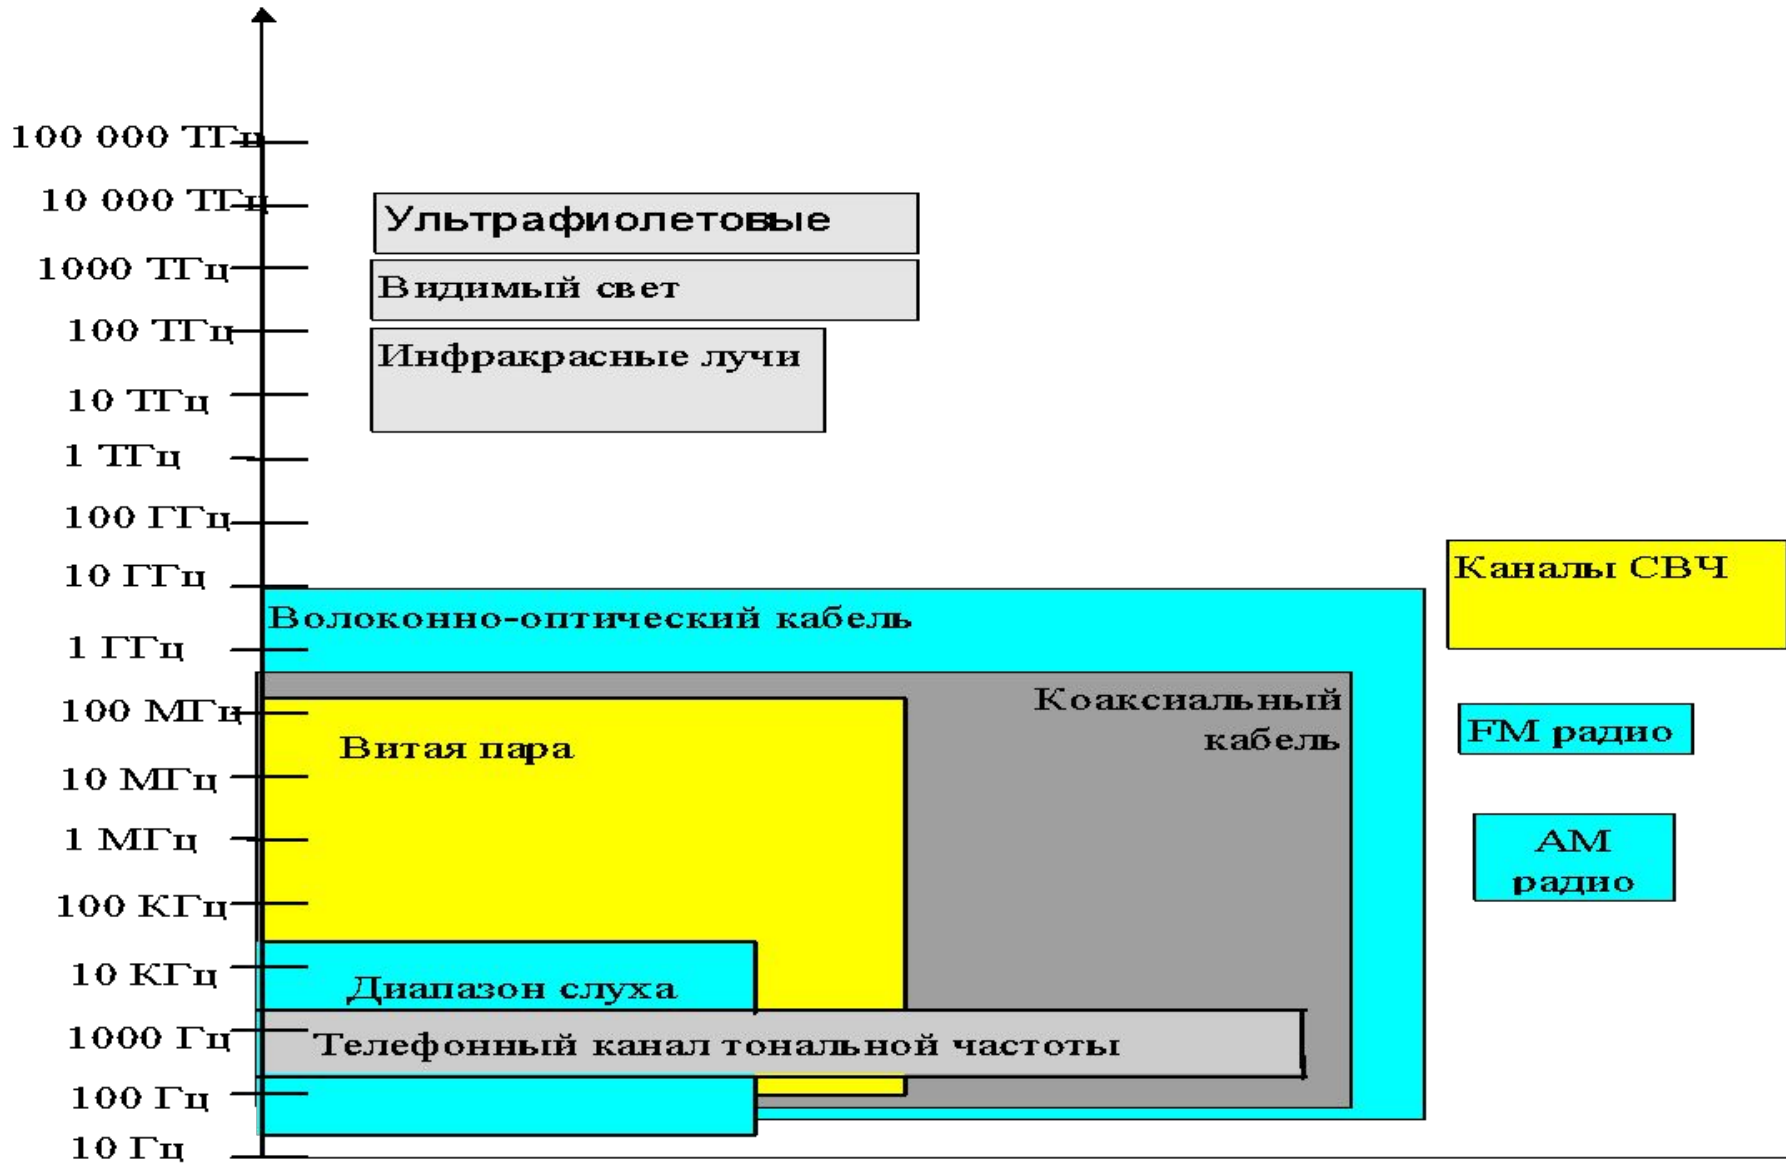 100 000 ТГц
10 000 ТГц
Ультрафиолетовые
1000 ТГц
Видимый свет
100 ТГц
Инфракрасные лучи
10 ТГц
1 ТГц
100 ГГц
10 ГГц
Каналы СВЧ
Волоконно-оптический кабель
1 ГГц
Коаксиальный
кабель
100 МГц
FM радио
Витая пара
10 МГц
1 МГц
АМ
радио
100 КГц
10 КГц
Диапазон слуха
1000 Гц
Телефонный канал тональной частоты
100 Гц
10 Гц